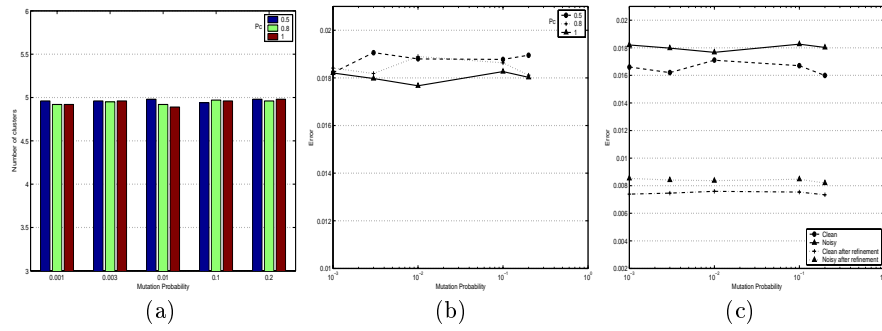 6
5.5
5
4.5
4
3.5
3
Number of clusters
0.001
0.003
0.01
0.1
0.2
Mutation Probability
Pc
0.5
0.8
1
(a)
0.02
0.018
0.016
0.014
0.012
0.01
Error
10⁻³
10⁻²
10⁻¹
10⁰
Mutation Probability
Pc
0.5
0.8
1
(b)
0.02
0.018
0.016
0.014
0.012
0.01
0.008
0.006
0.004
0.002
Error
10⁻³
10⁻²
10⁻¹
1
Mutation Probability
Clean
Noisy
Clean after refinement
Noisy after refinement
(c)